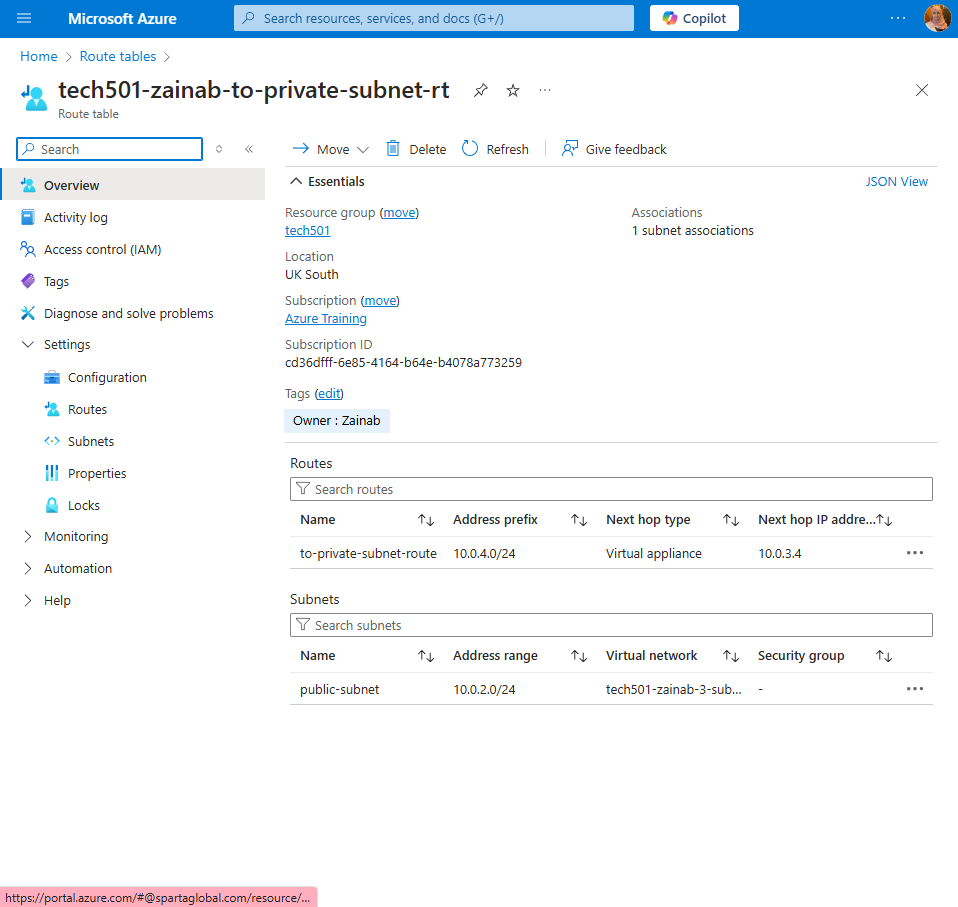 Microsoft Azure
Search resources, services, and docs (G+/)
Copilot
...
Home > Route tables >
tech501-zainab-to-private-subnet-rt
...
Route table
Search
Move
Delete
Refresh
Give feedback
Overview
Activity log
Access control (IAM)
Tags
Diagnose and solve problems
Settings
Configuration
Routes
Subnets
Properties
Locks
Monitoring
Automation
Help
Essentials
JSON View
Resource group (move)
tech501
Location
UK South
Subscription (move)
Azure Training
Subscription ID
cd36dfff-6e85-4164-b64e-b4078a773259
Tags (edit)
Owner : Zainab
Associations
1 subnet associations
Routes
Search routes
Name Address prefix Next hop type Next hop IP addre...
to-private-subnet-route 10.0.4.0/24 Virtual appliance 10.0.3.4
Subnets
Search subnets
Name Address range Virtual network Security group
public-subnet 10.0.2.0/24 tech501-zainab-3-sub... -
https://portal.azure.com/#@spartaglobal.com/resource/...